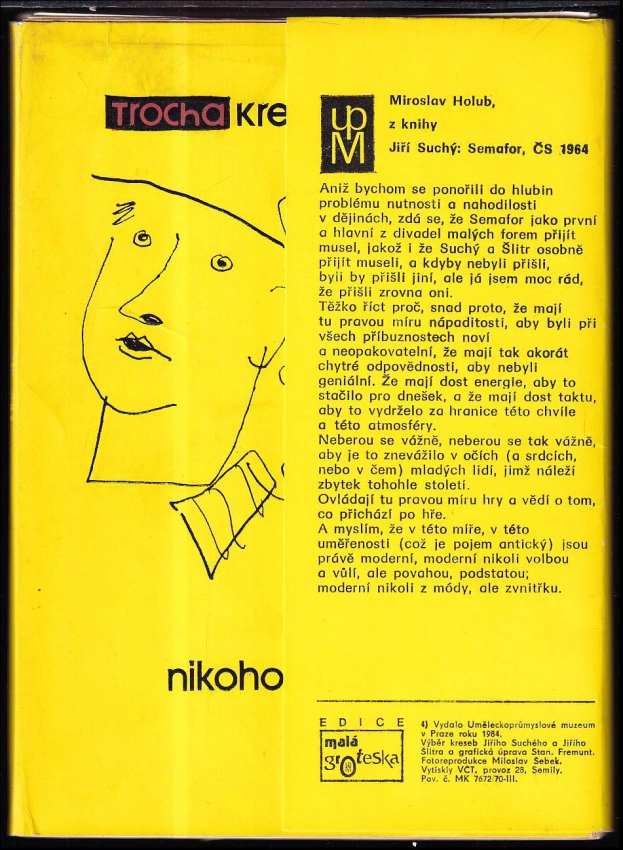 Trocha kre
nikoho
up
M
Miroslav Holub,
z knihy
Jiří Suchý: Semafor, ČS 1964
Aniž bychom se ponořili do hlubin
problému nutnosti a nahodilosti
v dějinách, zdá se, že Semafor jako první
a hlavní z divadel malých forem přijít
musel, jakož i že Suchý a Šlitr osobně
přijít museli, a kdyby nebyli přišli,
byli by přišli jiní, ale já jsem moc rád,
že přišli zrovna oni.
Těžko říct proč, snad proto, že mají
tu pravou míru nápaditosti, aby byli při
všech příbuznostech noví
a neopakovatelní, že mají tak akorát
chytré odpovědnosti, aby nebyli
geniální. Že mají dost energie, aby to
stačilo pro dnešek, a že mají dost taktu,
aby to vydrželo za hranice této chvíle
a této atmosféry.
Neberou se vážně, neberou se tak vážně,
aby je to znevážilo v očích (a srdcích,
nebo v čem) mladých lidí, jimž náleží
zbytek tohohle století.
Ovládají tu pravou míru hry a vědí o tom,
co přichází po hře.
A myslím, že v této míře, v této
uměřenosti (což je pojem antický) jsou
právě moderní, moderní nikoli volbou
a vůlí, ale povahou, podstatou;
moderní nikoli z módy, ale zvnitřku.
EDICE
malá
groteska
4) Vydalo Uměleckoprůmyslové muzeum
v Praze roku 1984.
Výběr kreseb Jiřího Suchého a Jiřího
Šlitra a grafická úprava Stan. Fremunt.
Fotoreprodukce Miloslav Šebek.
Vytiskly VČT, provoz 28, Semily.
Pov. č. MK 7672/70-III.